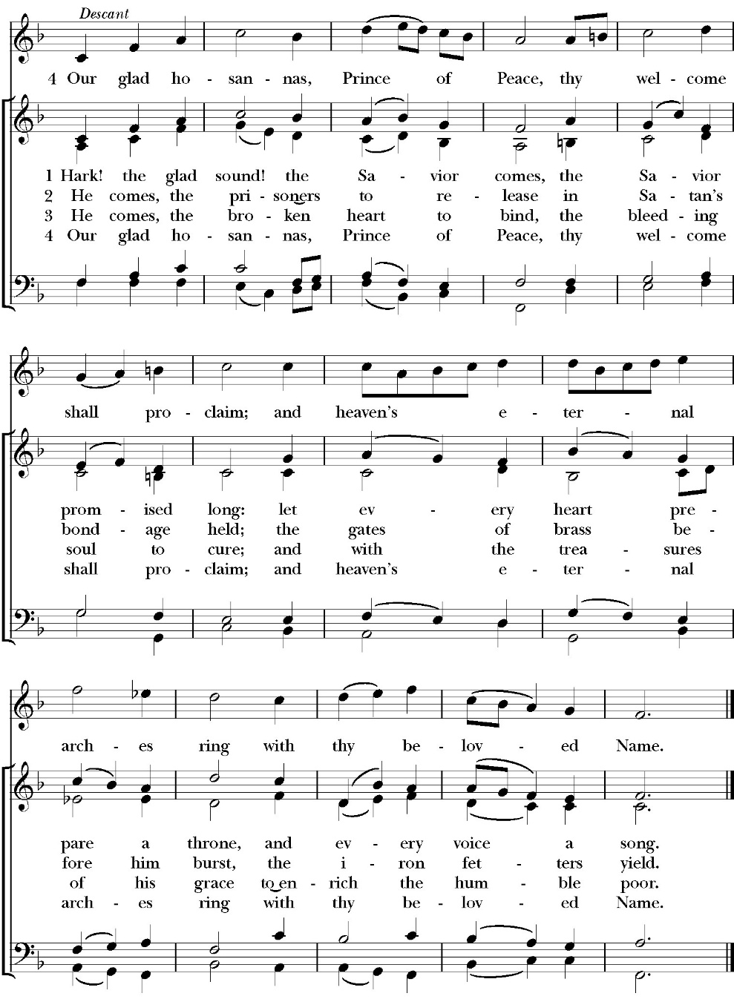 Descant
4 Our glad ho - san - nas, Prince of Peace, thy wel - come
1 Hark! the glad sound! the Sa - vior comes, the Sa - vior
2 He comes, the pri - soners to re - lease in Sa - tan's
3 He comes, the bro - ken heart to bind, the bleed - ing
4 Our glad ho - san - nas, Prince of Peace, thy wel - come
shall pro - claim; and heaven's e - ter - nal
prom - ised long: let ev - ery heart pre -
bond - age held; the gates of brass be -
soul to cure; and with the trea - sures
shall pro - claim; and heaven's e - ter - nal
arch - es ring with thy be - lov - ed Name.
pare a throne, and ev - ery voice a song.
fore him burst, the i - ron fet - ters yield.
of his grace to en - rich the hum - ble poor.
arch - es ring with thy be - lov - ed Name.